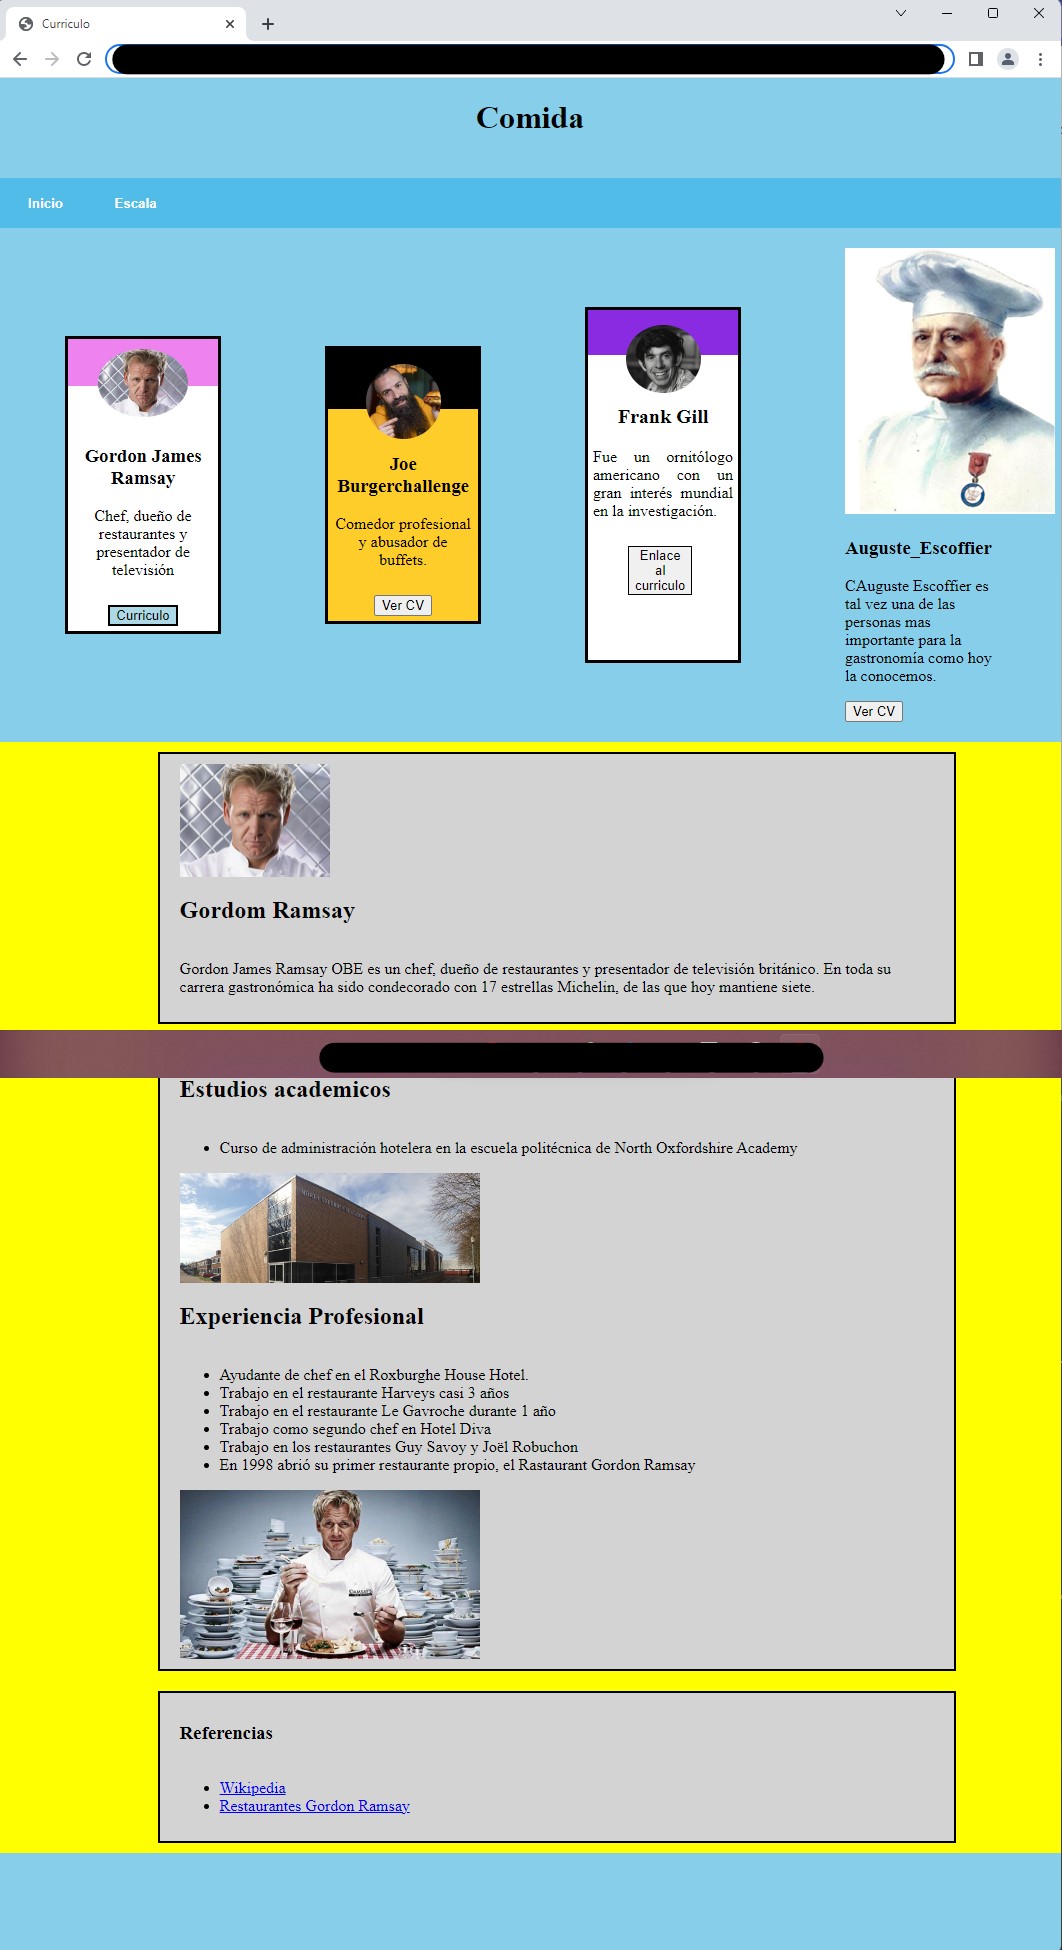 Curriculo
Comida
Inicio
Escala
Gordon James
Ramsay
Chef, dueño de
restaurantes y
presentador de
televisión
Curriculo
Joe
Burgerchallenge
Comedor profesional
y abusador de
buffets.
Ver CV
Frank Gill
Fue un ornitólogo
americano con un
gran interés mundial
en la investigación.
Enlace
al
curriculo
Auguste_Escoffier
CAuguste Escoffier es
tal vez una de las
personas mas
importante para la
gastronomía como hoy
la conocemos.
Ver CV
Gordom Ramsay
Gordon James Ramsay OBE es un chef, dueño de restaurantes y presentador de televisión británico. En toda su
carrera gastronómica ha sido condecorado con 17 estrellas Michelin, de las que hoy mantiene siete.
Estudios academicos
• Curso de administración hotelera en la escuela politécnica de North Oxfordshire Academy
Experiencia Profesional
• Ayudante de chef en el Roxburghe House Hotel.
• Trabajo en el restaurante Harveys casi 3 años
• Trabajo en el restaurante Le Gavroche durante 1 año
• Trabajo como segundo chef en Hotel Diva
• Trabajo en los restaurantes Guy Savoy y Joël Robuchon
• En 1998 abrió su primer restaurante propio, el Rastaurant Gordon Ramsay
Referencias
• Wikipedia
• Restaurantes Gordon Ramsay